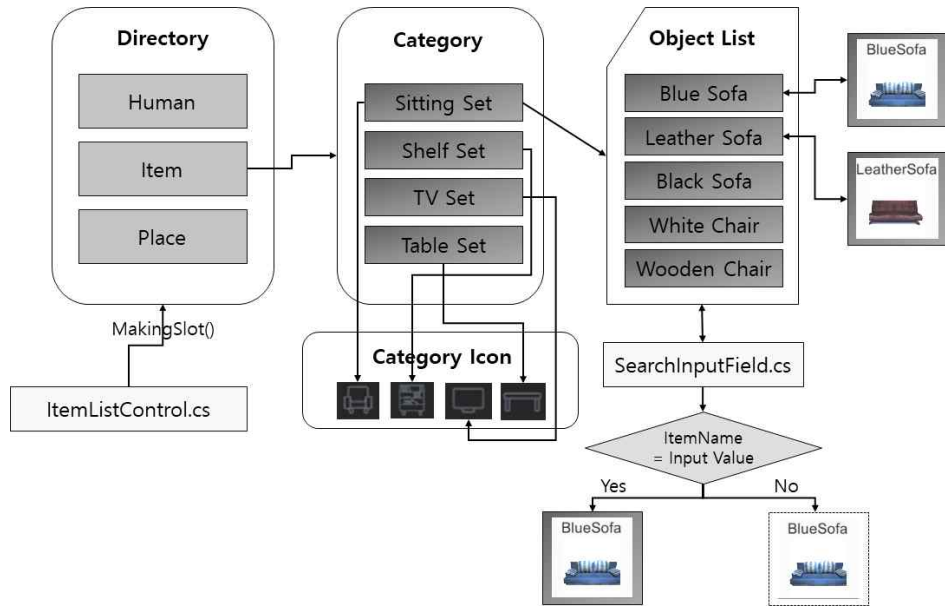 Directory
Human
Item
Place
MakingSlot()
ItemListControl.cs
Category
Sitting Set
Shelf Set
TV Set
Table Set
Category Icon
Object List
Blue Sofa
Leather Sofa
Black Sofa
White Chair
Wooden Chair
BlueSofa
LeatherSofa
SearchInputField.cs
ItemName
= Input Value
Yes
No
BlueSofa
BlueSofa